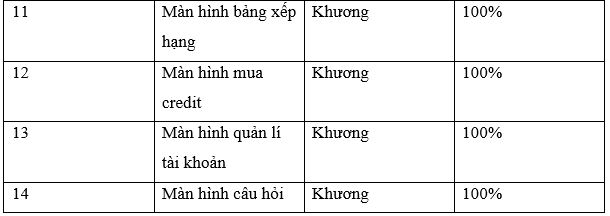 11 Màn hình bảng xếp Khương 100%
hạng
12 Màn hình mua Khương 100%
credit
13 Màn hình quản lí Khương 100%
tài khoản
14 Màn hình câu hỏi Khương 100%